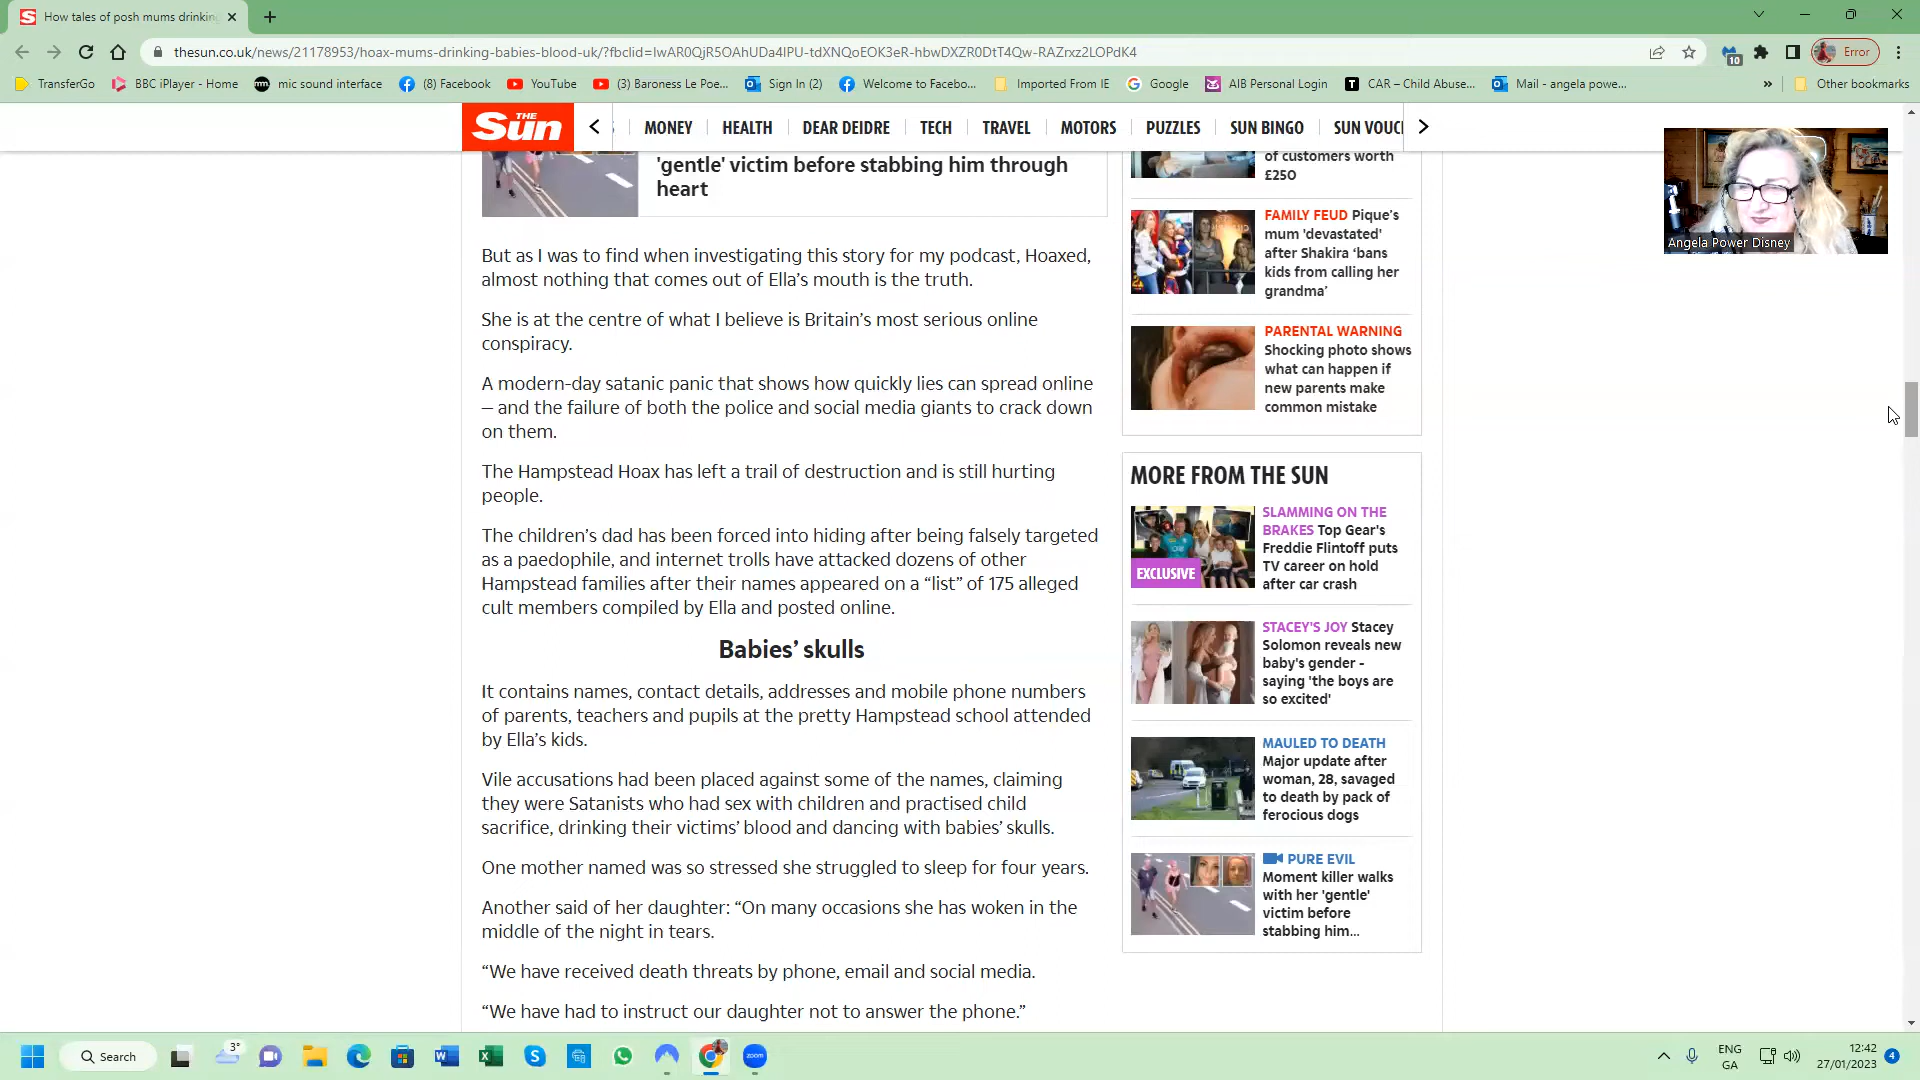 How tales of posh mums drinkin
thesun.co.uk/news/21178953/hoax-mums-drinking-babies-blood-uk/?fbclid=IwAR0QjR5OAhUDa4lPU-tdXNQoEOK3eR-hbwDXZR0DtT4Qw-RAZrxz2LOPdK4
10
Error
TransferGo
BBC iPlayer - Home
mic sound interface
(8) Facebook
YouTube
(3) Baroness Le Poe...
Sign In (2)
Welcome to Facebo...
Imported From IE
Google
AIB Personal Login
CAR – Child Abuse...
Mail - angela powe...
Other bookmarks
THE Sun
MONEY
HEALTH
DEAR DEIDRE
TECH
TRAVEL
MOTORS
PUZZLES
SUN BINGO
SUN VOUC
Angela Power Disney
'gentle' victim before stabbing him through
heart
But as I was to find when investigating this story for my podcast, Hoaxed,
almost nothing that comes out of Ella's mouth is the truth.
She is at the centre of what I believe is Britain's most serious online
conspiracy.
A modern-day satanic panic that shows how quickly lies can spread online
– and the failure of both the police and social media giants to crack down
on them.
The Hampstead Hoax has left a trail of destruction and is still hurting
people.
The children's dad has been forced into hiding after being falsely targeted
as a paedophile, and internet trolls have attacked dozens of other
Hampstead families after their names appeared on a “list” of 175 alleged
cult members compiled by Ella and posted online.
Babies' skulls
It contains names, contact details, addresses and mobile phone numbers
of parents, teachers and pupils at the pretty Hampstead school attended
by Ella's kids.
Vile accusations had been placed against some of the names, claiming
they were Satanists who had sex with children and practised child
sacrifice, drinking their victims' blood and dancing with babies' skulls.
One mother named was so stressed she struggled to sleep for four years.
Another said of her daughter: “On many occasions she has woken in the
middle of the night in tears.
“We have received death threats by phone, email and social media.
“We have had to instruct our daughter not to answer the phone.”
of customers worth
£250
FAMILY FEUD Pique's
mum 'devastated'
after Shakira ‘bans
kids from calling her
grandma’
PARENTAL WARNING
Shocking photo shows
what can happen if
new parents make
common mistake
MORE FROM THE SUN
EXCLUSIVE
SLAMMING ON THE
BRAKES Top Gear's
Freddie Flintoff puts
TV career on hold
after car crash
STACEY'S JOY Stacey
Solomon reveals new
baby's gender -
saying 'the boys are
so excited'
MAULED TO DEATH
Major update after
woman, 28, savaged
to death by pack of
ferocious dogs
PURE EVIL
Moment killer walks
with her 'gentle'
victim before
stabbing him...
Search
3°
zoom
ENG
GA
12:42
27/01/2023
4